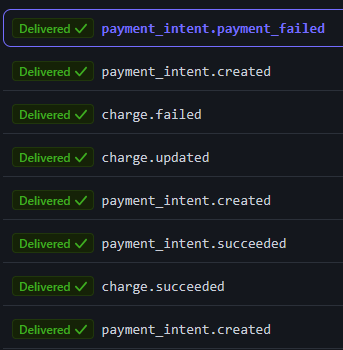 Delivered ✓ payment_intent.payment_failed
Delivered ✓ payment_intent.created
Delivered ✓ charge.failed
Delivered ✓ charge.updated
Delivered ✓ payment_intent.created
Delivered ✓ payment_intent.succeeded
Delivered ✓ charge.succeeded
Delivered ✓ payment_intent.created